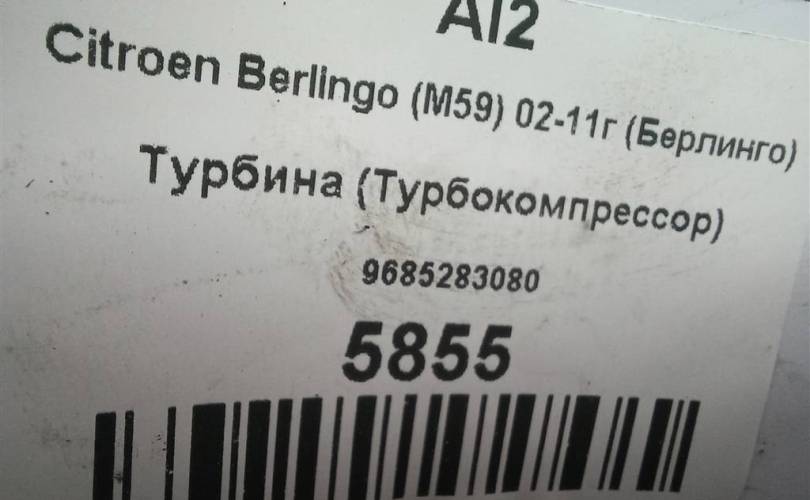 AI2
Citroen Berlingo (M59) 02-11г (Берлинго)
Турбина (Турбокомпрессор)
9685283080
5855